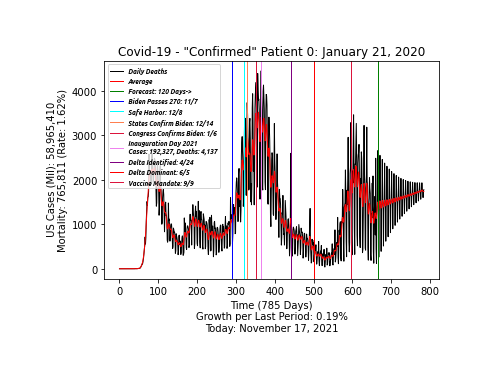 Covid-19 - "Confirmed" Patient 0: January 21, 2020
US Cases (Mil): 58,965,410
Mortality: 765,811 (Rate: 1.62%)
4000
3000
2000
1000
0
Daily Deaths
Average
Forecast: 120 Days->
Biden Passes 270: 11/7
Safe Harbor: 12/8
States Confirm Biden: 12/14
Congress Confirms Biden: 1/6
Inauguration Day 2021
Cases: 192,327, Deaths: 4,137
Delta Identified: 4/24
Delta Dominant: 6/5
Vaccine Mandate: 9/9
0 100 200 300 400 500 600 700 800
Time (785 Days)
Growth per Last Period: 0.19%
Today: November 17, 2021